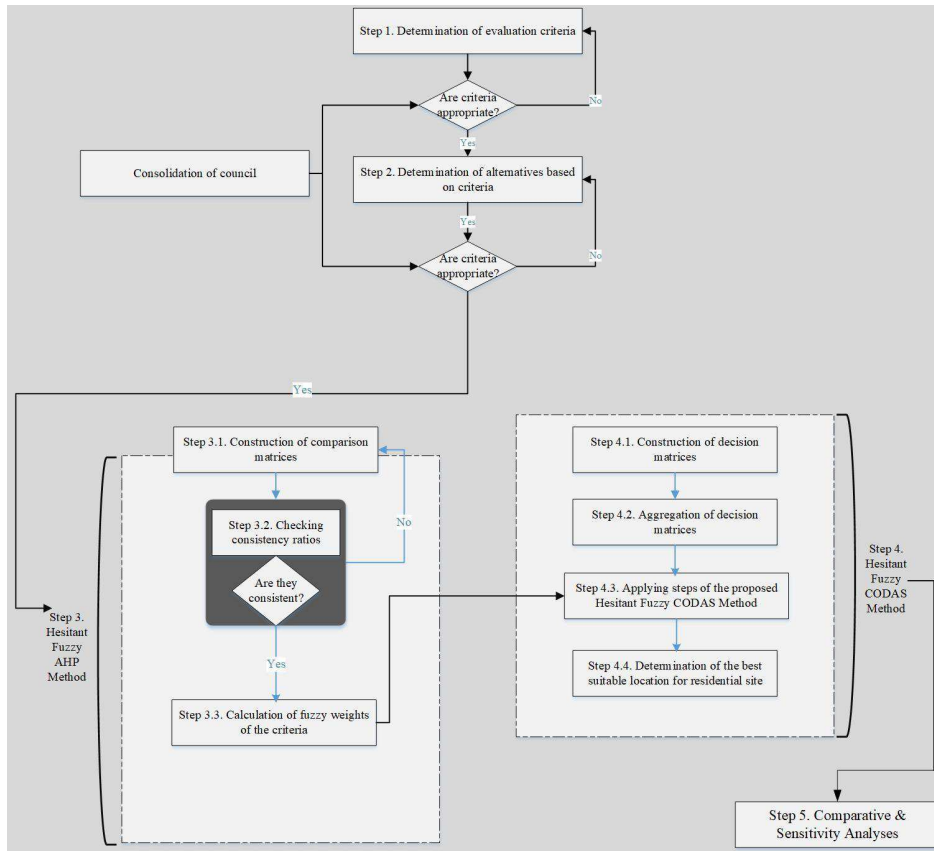 Step 1. Determination of evaluation criteria
Are criteria
appropriate?
No
Yes
Consolidation of council
Step 2. Determination of alternatives based
on criteria
Yes
No
Are criteria
appropriate?
Yes
Step 3.
Hesitant
Fuzzy
AHP
Method
Step 3.1. Construction of comparison
matrices
Step 3.2. Checking
consistency ratios
No
Are they
consistent?
Yes
Step 3.3. Calculation of fuzzy weights
of the criteria
Step 4.1. Construction of decision
matrices
Step 4.2. Aggregation of decision
matrices
Step 4.3. Applying steps of the proposed
Hesitant Fuzzy CODAS Method
Step 4.4. Determination of the best
suitable location for residential site
Step 4.
Hesitant
Fuzzy
CODAS
Method
Step 5. Comparative &
Sensitivity Analyses